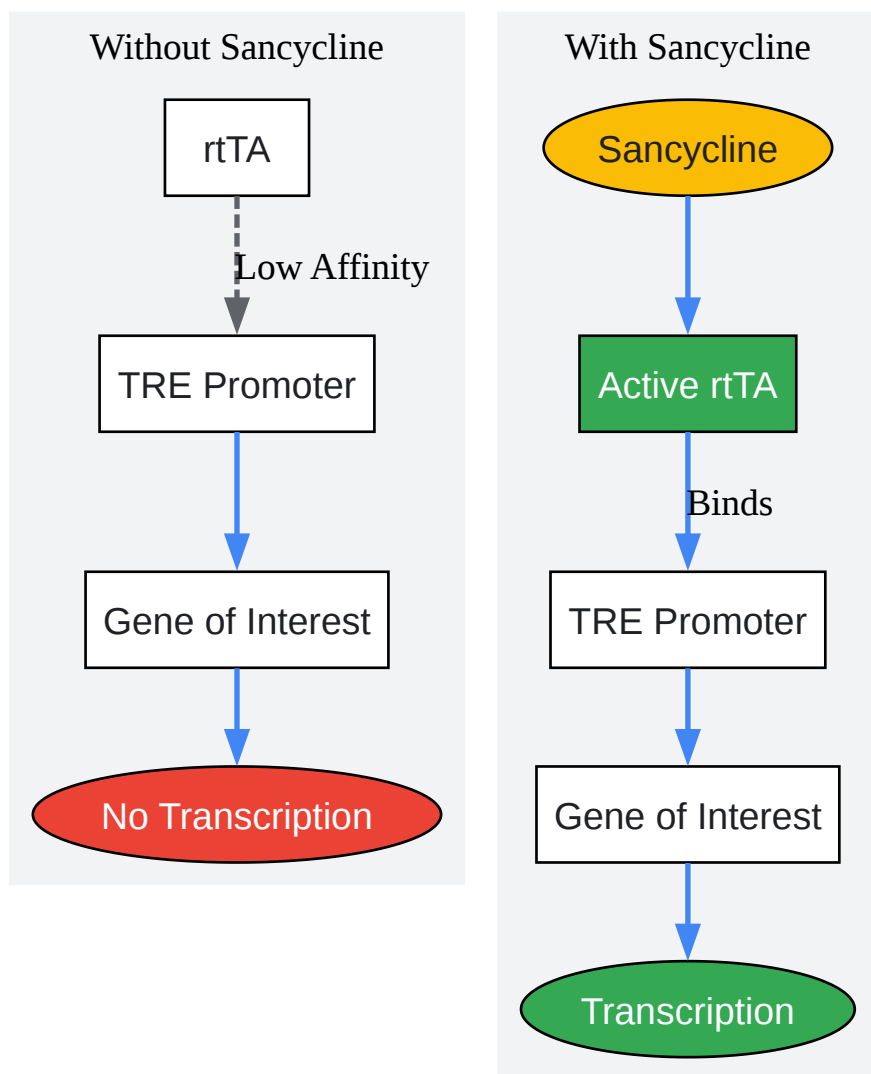 Without Sancycline
rtTA
Low Affinity
TRE Promoter
Gene of Interest
No Transcription
With Sancycline
Sancycline
Active rtTA
Binds
TRE Promoter
Gene of Interest
Transcription